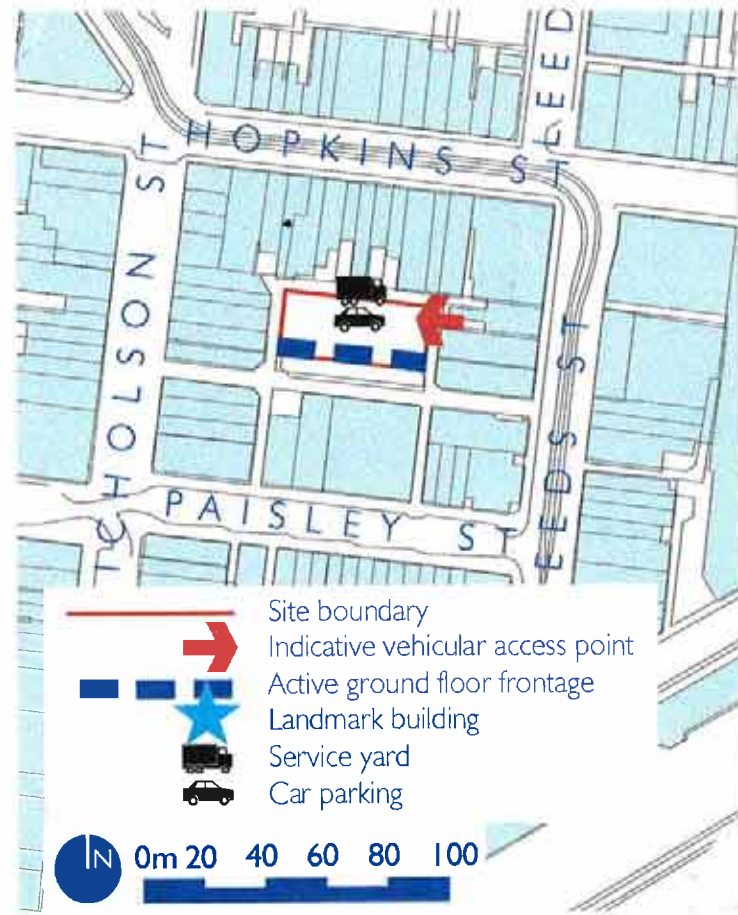 LEED
HOPKINS ST
NICHOLSON ST
LEEDS ST
PAISLEY ST
Site boundary
Indicative vehicular access point
Active ground floor frontage
Landmark building
Service yard
Car parking
N
0m 20 40 60 80 100